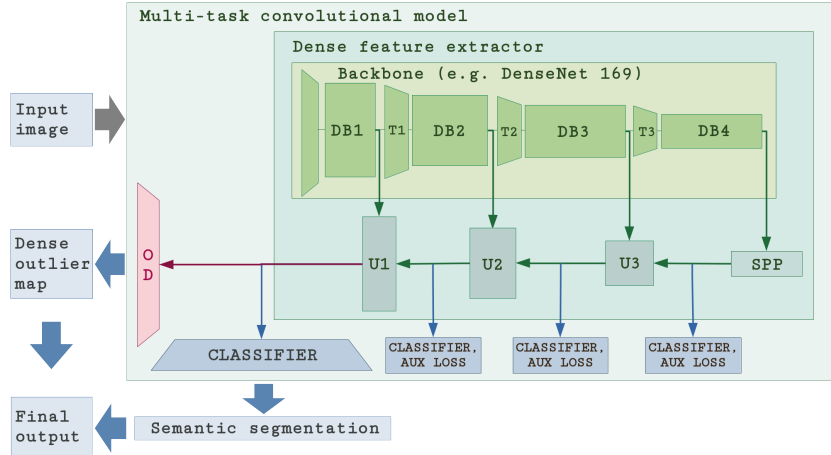 Multi-task convolutional model
Dense feature extractor
Backbone (e.g. DenseNet 169)
Input
image
DB1
T1
DB2
T2
DB3
T3
DB4
O
D
Dense
outlier
map
U1
U2
U3
SPP
CLASSIFIER
CLASSIFIER,
AUX LOSS
CLASSIFIER,
AUX LOSS
CLASSIFIER,
AUX LOSS
Final
output
Semantic segmentation